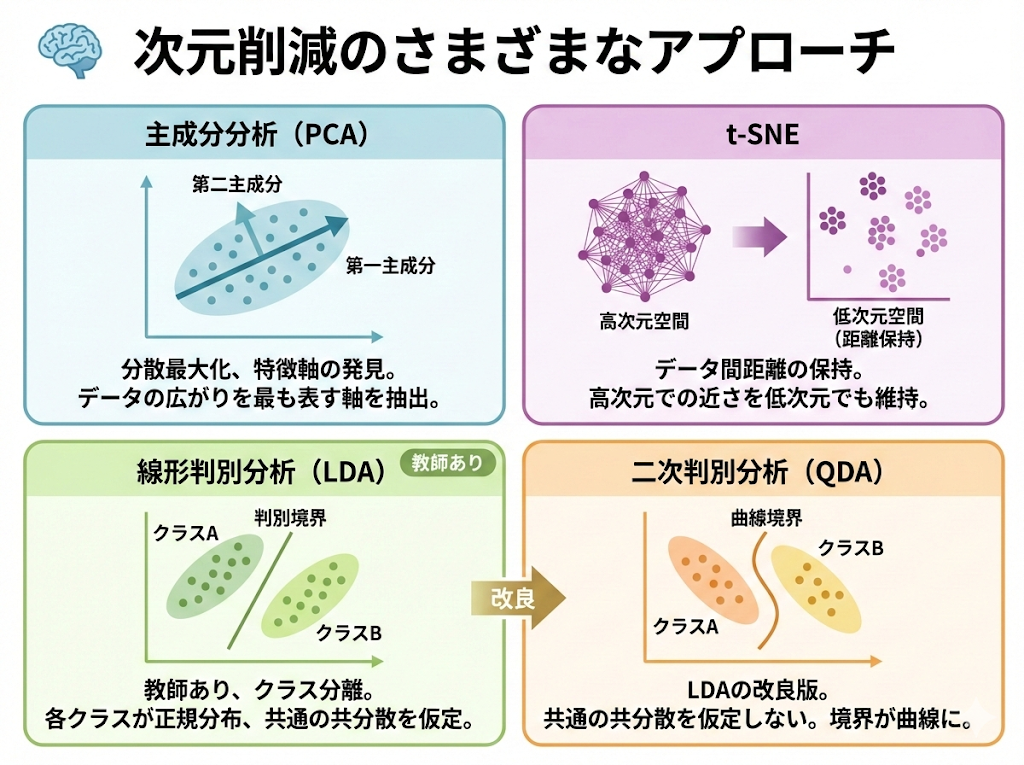 次元削減のさまざまなアプローチ
主成分分析（PCA）
第二主成分
第一主成分
分散最大化、特徴軸の発見。
データの広がりを最も表す軸を抽出。
t-SNE
高次元空間
低次元空間
（距離保持）
データ間距離の保持。
高次元での近さを低次元でも維持。
線形判別分析（LDA）
教師あり
クラスA
判別境界
クラスB
教師あり、クラス分離。
各クラスが正規分布、共通の共分散を仮定。
改良
二次判別分析（QDA）
曲線境界
クラスB
クラスA
LDAの改良版。
共通の共分散を仮定しない。境界が曲線に。